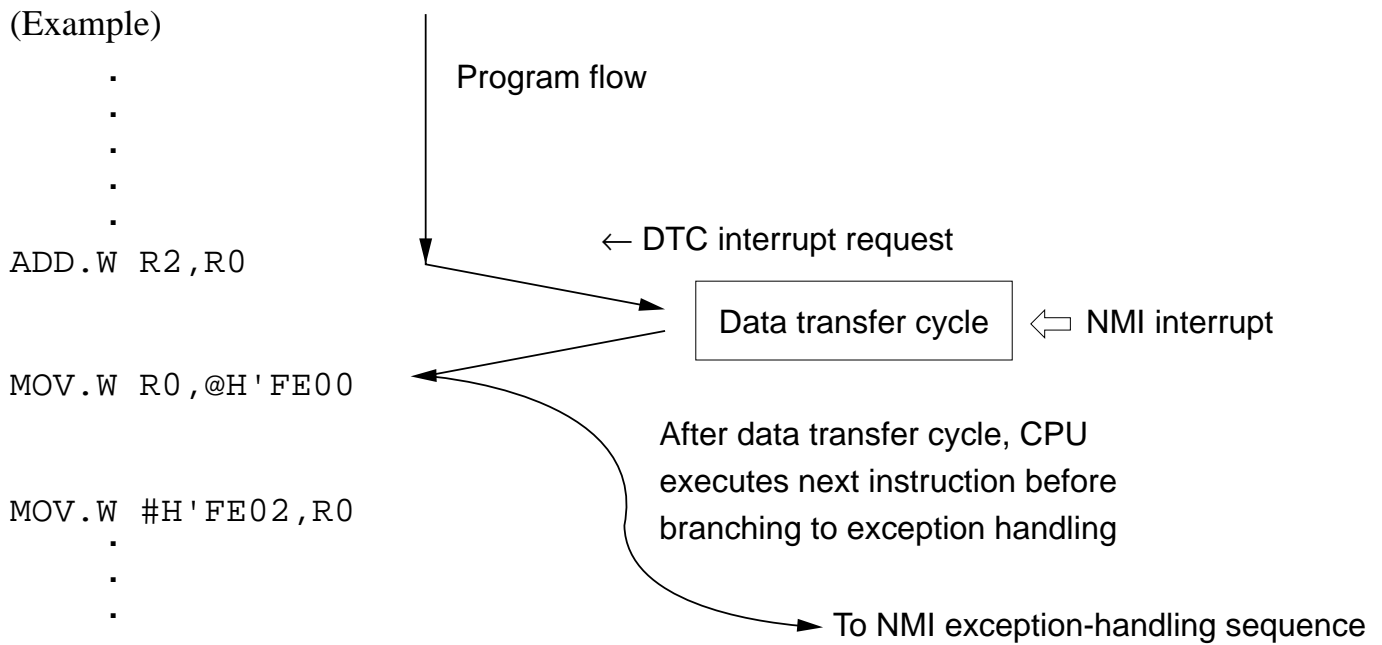 (Example)
Program flow
← DTC interrupt request
ADD.W R2,R0
Data transfer cycle
NMI interrupt
MOV.W R0,@H'FE00
After data transfer cycle, CPU
executes next instruction before
branching to exception handling
MOV.W #H'FE02,R0
To NMI exception-handling sequence